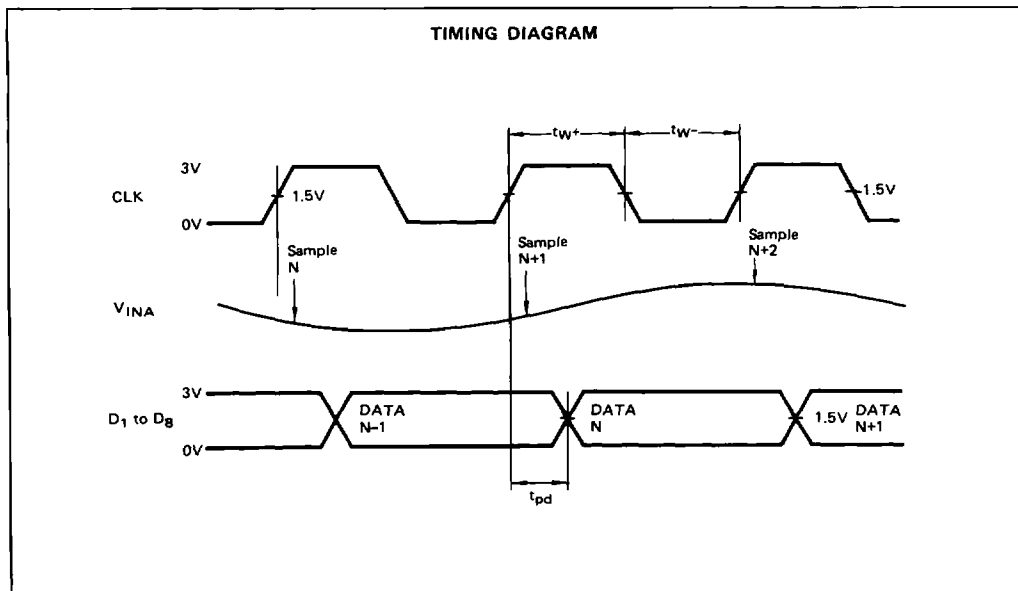 TIMING DIAGRAM
tW+
tW−
3V
CLK
1.5V
1.5V
0V
Sample
N
Sample
N+1
Sample
N+2
VINA
3V
D1 to D8
DATA
N−1
DATA
N
1.5V
DATA
N+1
0V
tpd